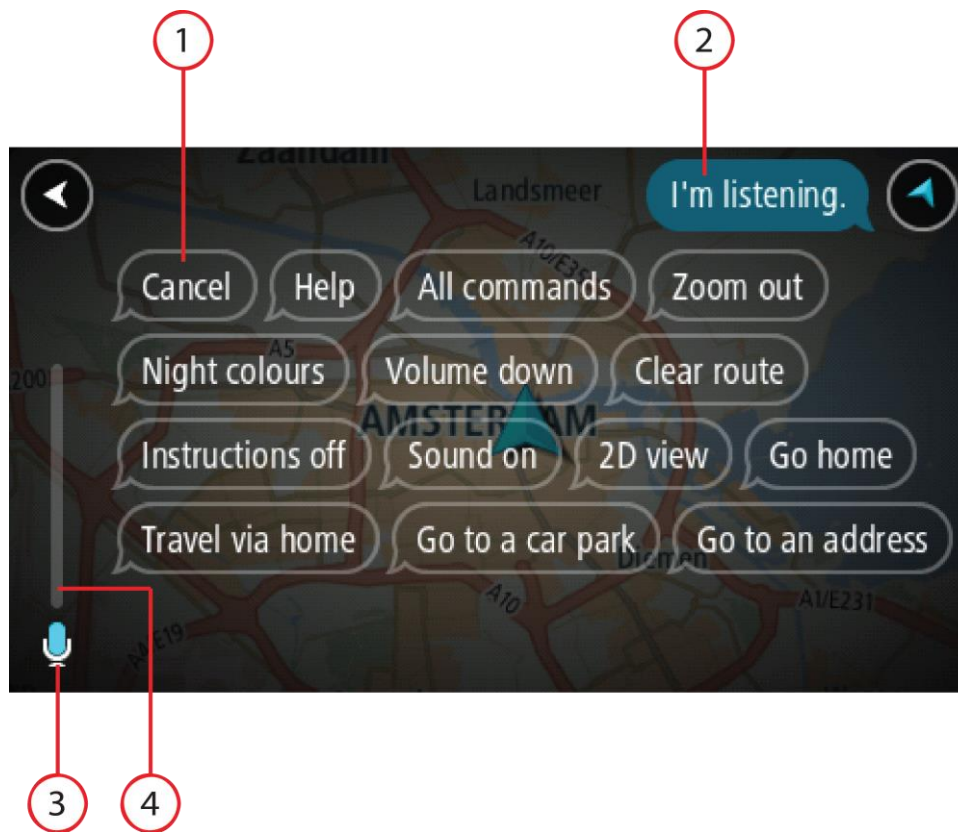 1 2
Zaandam
Landsmeer
I'm listening.
A10/E35
Cancel Help All commands Zoom out
A5
200
Night colours Volume down Clear route
AMSTERDAM
Instructions off Sound on 2D view Go home
Travel via home Go to a car park Go to an address
Diemen
A10
A1/E231
A4/E19
3 4